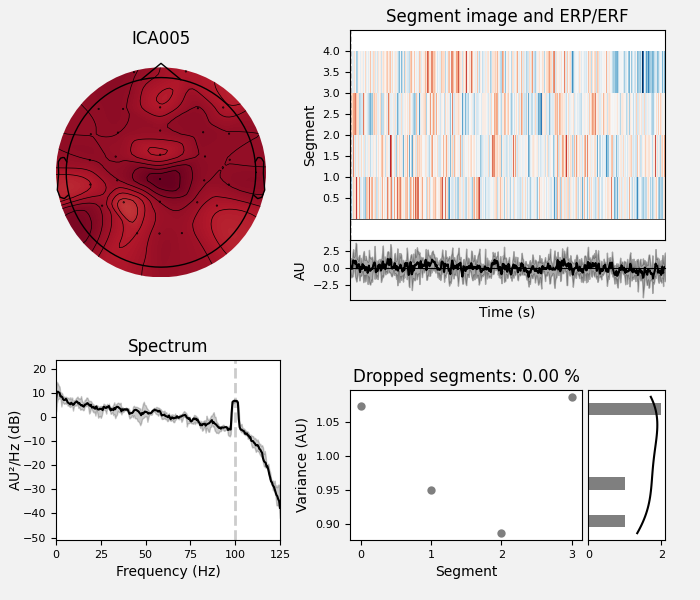 ICA005
Segment image and ERP/ERF
Segment
4.0
3.5
3.0
2.5
2.0
1.5
1.0
0.5
AU
2.5
0.0
−2.5
Time (s)
Spectrum
AU²/Hz (dB)
20
10
0
−10
−20
−30
−40
−50
0 25 50 75 100 125
Frequency (Hz)
Dropped segments: 0.00 %
Variance (AU)
1.05
1.00
0.95
0.90
0 1 2 3
Segment
0 2